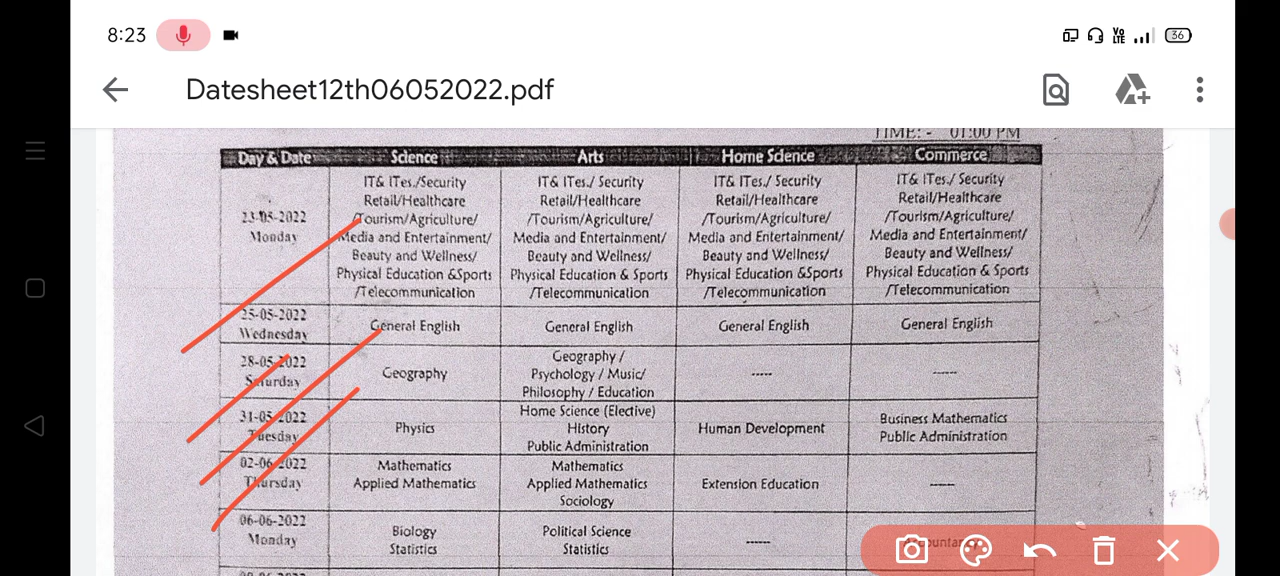 8:23
Vo
LTE
36
Datesheet12th06052022.pdf
TIME: - 01:00 PM
Day & Date Science Arts Home Science Commerce
23-05-2022
Monday
IT& ITes./Security
Retail/Healthcare
/Tourism/Agriculture/
Media and Entertainment/
Beauty and Wellness/
Physical Education &Sports
/Telecommunication
IT& ITes./ Security
Retail/Healthcare
/Tourism/Agriculture/
Media and Entertainment/
Beauty and Wellness/
Physical Education & Sports
/Telecommunication
IT& ITes./ Security
Retail/Healthcare
/Tourism/Agriculture/
Media and Entertainment/
Beauty and Wellness/
Physical Education &Sports
/Telecommunication
IT& ITes./ Security
Retail/Healthcare
/Tourism/Agriculture/
Media and Entertainment/
Beauty and Wellness/
Physical Education & Sports
/Telecommunication
25-05-2022
Wednesday
General English
General English
General English
General English
28-05-2022
Saturday
Geography
Geography /
Psychology / Music/
Philosophy / Education
-----
-----
31-05-2022
Tuesday
Physics
Home Science (Elective)
History
Public Administration
Human Development
Business Mathematics
Public Administration
02-06-2022
Thursday
Mathematics
Applied Mathematics
Mathematics
Applied Mathematics
Sociology
Extension Education
-----
06-06-2022
Monday
Biology
Statistics
Political Science
Statistics
-----